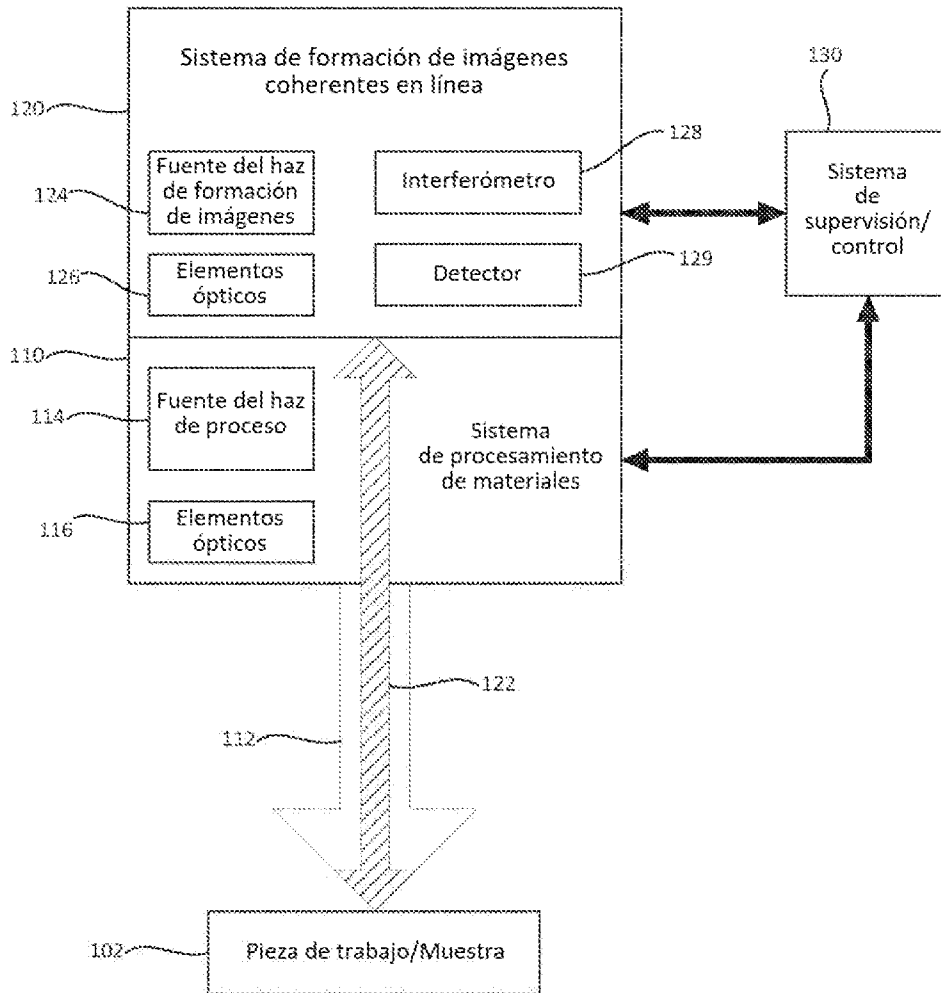 Sistema de formación de imágenes
coherentes en línea
130
120
128
Fuente del haz
de formación
de imágenes
Interferómetro
Sistema
de
supervisión/
control
124
126
Elementos
ópticos
Detector
129
110
114
Fuente del haz
de proceso
Sistema
de procesamiento
de materiales
116
Elementos
ópticos
122
112
102
Pieza de trabajo/Muestra